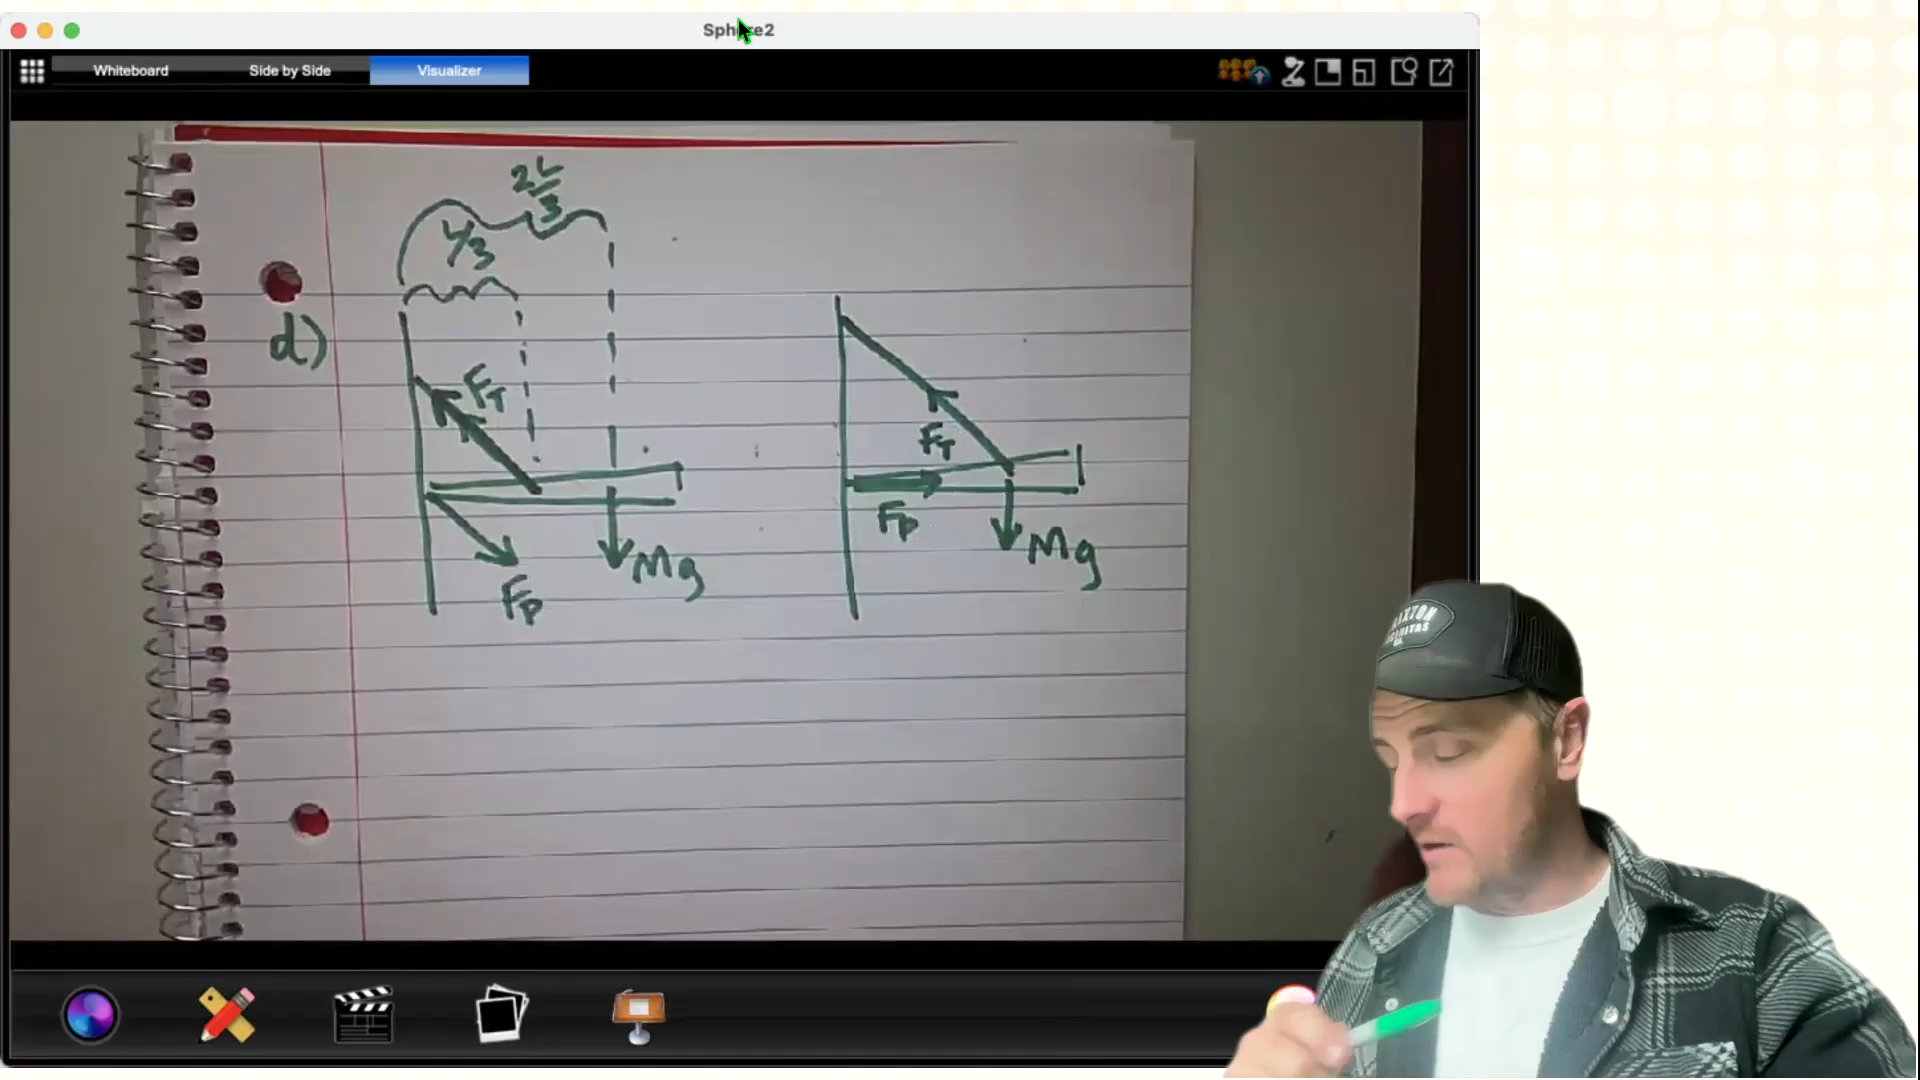 Sphere2
Whiteboard Side by Side Visualizer
2L/3
L/3
d)
FT
FT
FP
Mg
FP
Mg